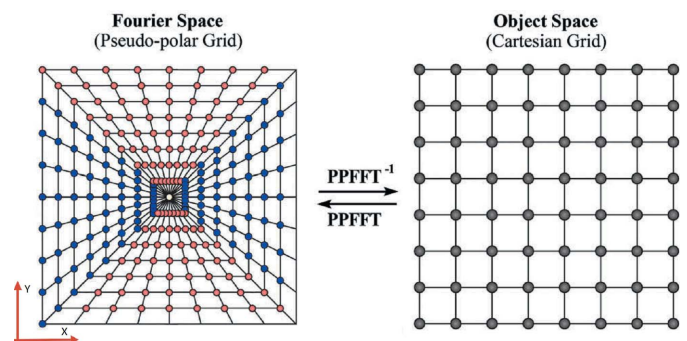 Fourier Space
(Pseudo-polar Grid)
Object Space
(Cartesian Grid)
PPFFT-1
PPFFT
Y
X